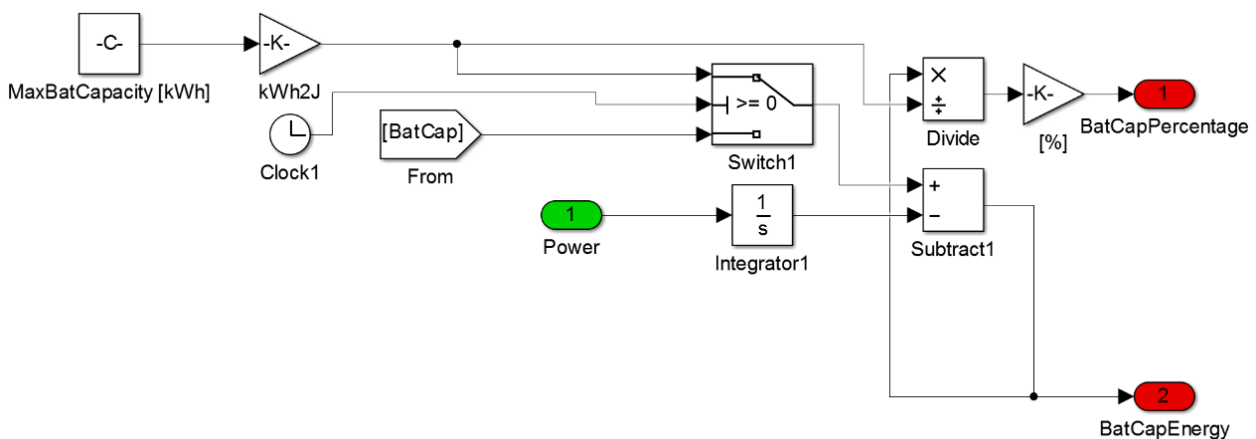 -C-
MaxBatCapacity [kWh]
-K-
kWh2J
Clock1
[BatCap]
From
>= 0
Switch1
×
÷
Divide
-K-
[%]
1
BatCapPercentage
1
Power
1
s
Integrator1
+
−
Subtract1
2
BatCapEnergy